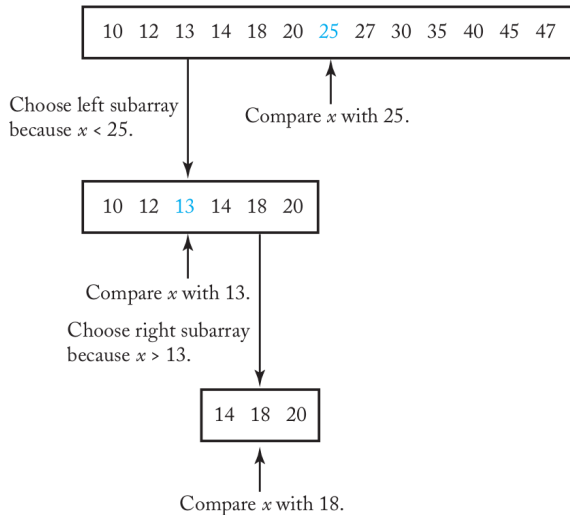 10 12 13 14 18 20 25 27 30 35 40 45 47
Choose left subarray
because x < 25.
Compare x with 25.
10 12 13 14 18 20
Compare x with 13.
Choose right subarray
because x > 13.
14 18 20
Compare x with 18.